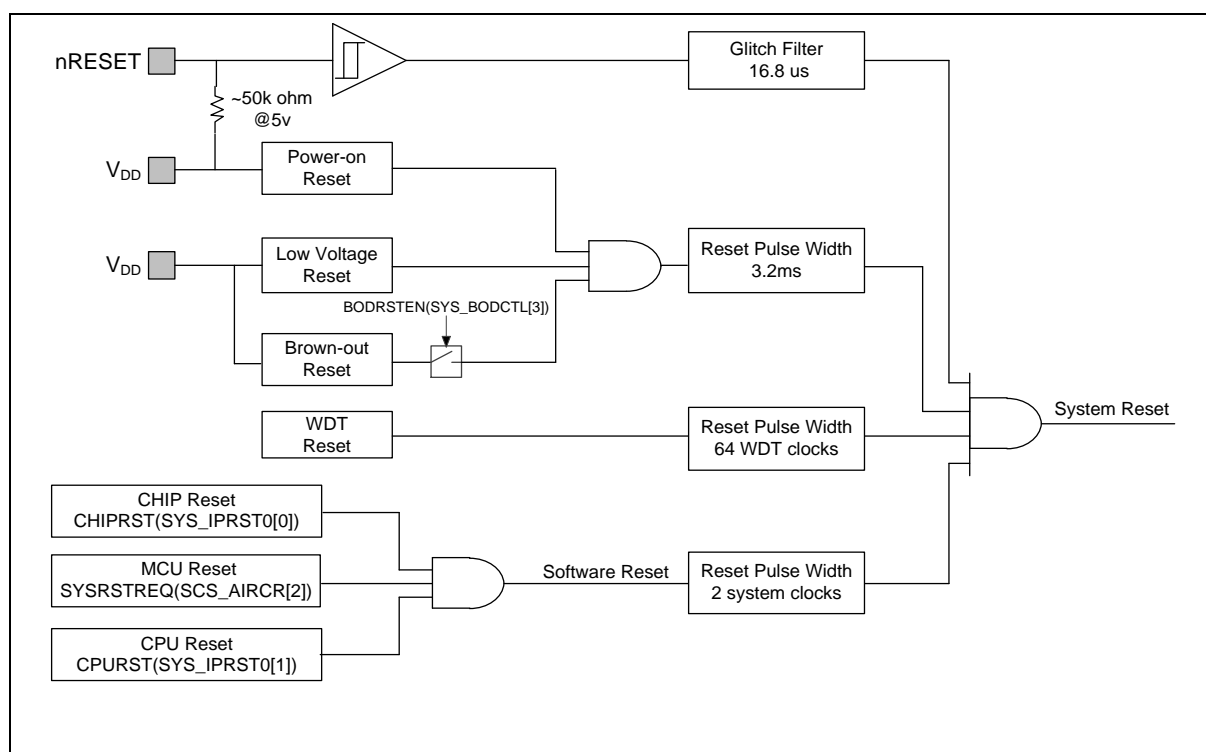 nRESET
Glitch Filter
16.8 us
~50k ohm
@5v
VDD
Power-on
Reset
VDD
Low Voltage
Reset
Reset Pulse Width
3.2ms
BODRSTEN(SYS_BODCTL[3])
Brown-out
Reset
System Reset
WDT
Reset
Reset Pulse Width
64 WDT clocks
CHIP Reset
CHIPRST(SYS_IPRST0[0])
MCU Reset
SYSRSTREQ(SCS_AIRCR[2])
Software Reset
Reset Pulse Width
2 system clocks
CPU Reset
CPURST(SYS_IPRST0[1])